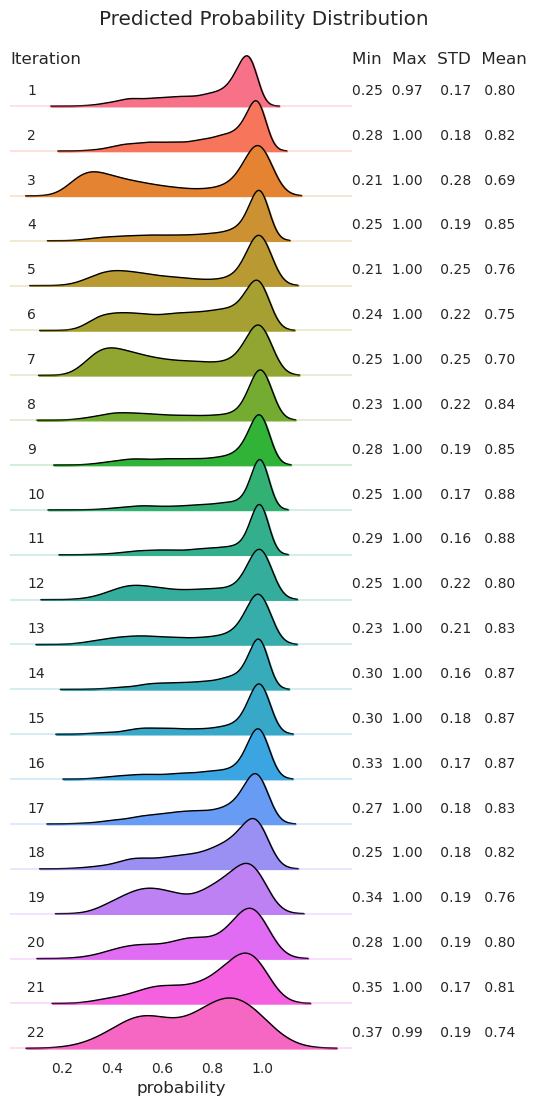 Predicted Probability Distribution
Iteration Min Max STD Mean
1 0.25 0.97 0.17 0.80
2 0.28 1.00 0.18 0.82
3 0.21 1.00 0.28 0.69
4 0.25 1.00 0.19 0.85
5 0.21 1.00 0.25 0.76
6 0.24 1.00 0.22 0.75
7 0.25 1.00 0.25 0.70
8 0.23 1.00 0.22 0.84
9 0.28 1.00 0.19 0.85
10 0.25 1.00 0.17 0.88
11 0.29 1.00 0.16 0.88
12 0.25 1.00 0.22 0.80
13 0.23 1.00 0.21 0.83
14 0.30 1.00 0.16 0.87
15 0.30 1.00 0.18 0.87
16 0.33 1.00 0.17 0.87
17 0.27 1.00 0.18 0.83
18 0.25 1.00 0.18 0.82
19 0.34 1.00 0.19 0.76
20 0.28 1.00 0.19 0.80
21 0.35 1.00 0.17 0.81
22 0.37 0.99 0.19 0.74
0.2 0.4 0.6 0.8 1.0
probability